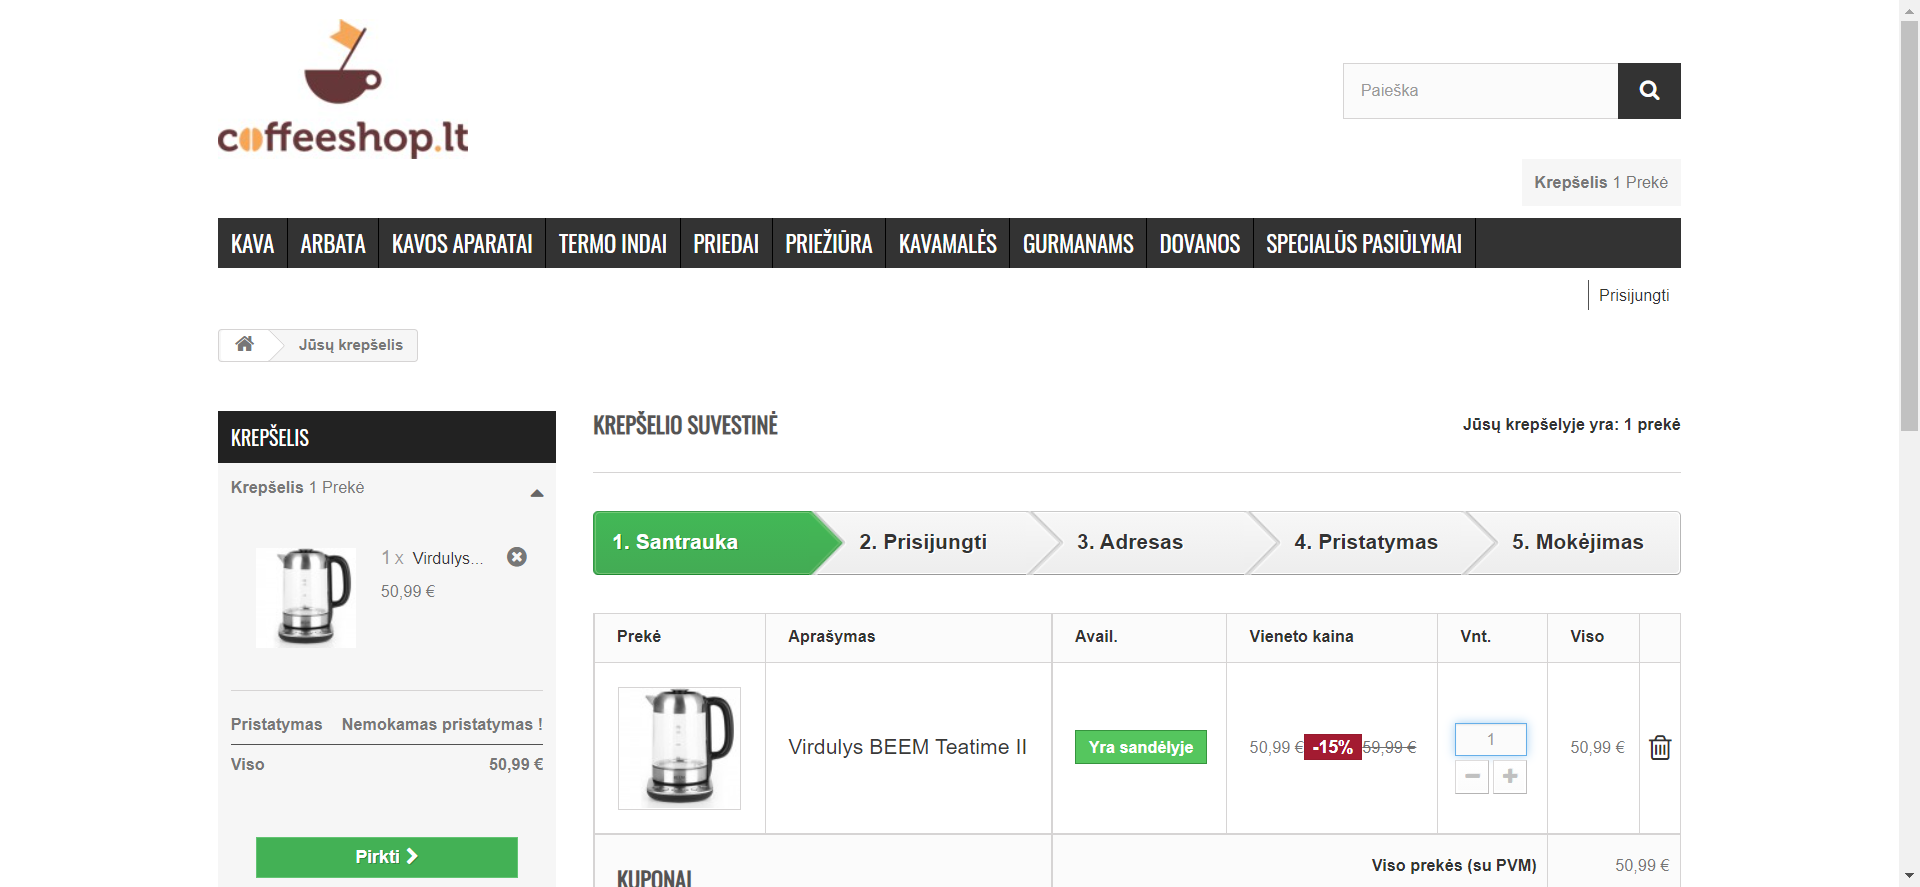 coffeeshop.lt
Paieška
Krepšelis 1 Prekė
KAVA ARBATA KAVOS APARATAI TERMO INDAI PRIEDAI PRIEŽIŪRA KAVAMALĖS GURMANAMS DOVANOS SPECIALŪS PASIŪLYMAI
Prisijungti
Jūsų krepšelis
KREPŠELIS
Krepšelis 1 Prekė
1 x Virdulys...
50,99 €
Pristatymas Nemokamas pristatymas !
Viso 50,99 €
Pirkti
KREPŠELIO SUVESTINĖ
Jūsų krepšelyje yra: 1 prekė
1. Santrauka 2. Prisijungti 3. Adresas 4. Pristatymas 5. Mokėjimas
Prekė Aprašymas Avail. Vieneto kaina Vnt. Viso
Virdulys BEEM Teatime II Yra sandėlyje 50,99 € -15% 59,99 € 1 50,99 €
Viso prekės (su PVM) 50,99 €
KUPONAI